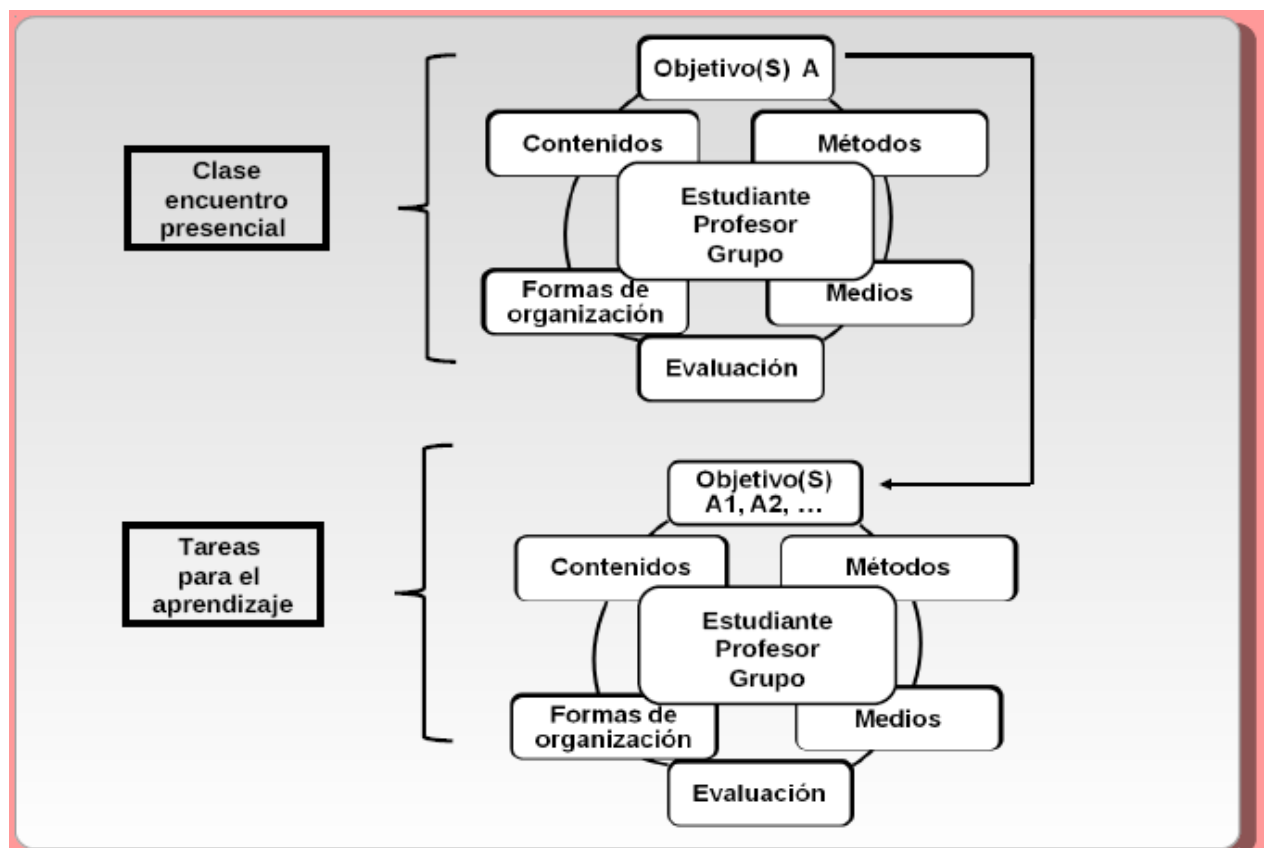 Objetivo(S) A
Contenidos
Métodos
Clase
encuentro
presencial
Estudiante
Profesor
Grupo
Formas de
organización
Medios
Evaluación
Objetivo(S)
A1, A2, ...
Contenidos
Métodos
Tareas
para el
aprendizaje
Estudiante
Profesor
Grupo
Formas de
organización
Medios
Evaluación